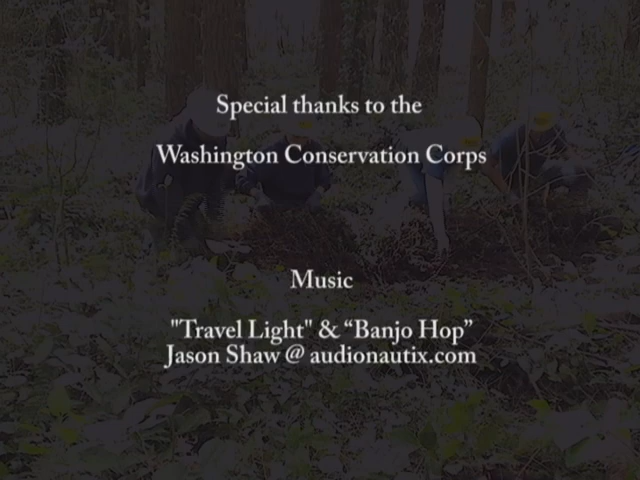 Special thanks to the
Washington Conservation Corps
Music
"Travel Light" & “Banjo Hop”
Jason Shaw @ audionautix.com